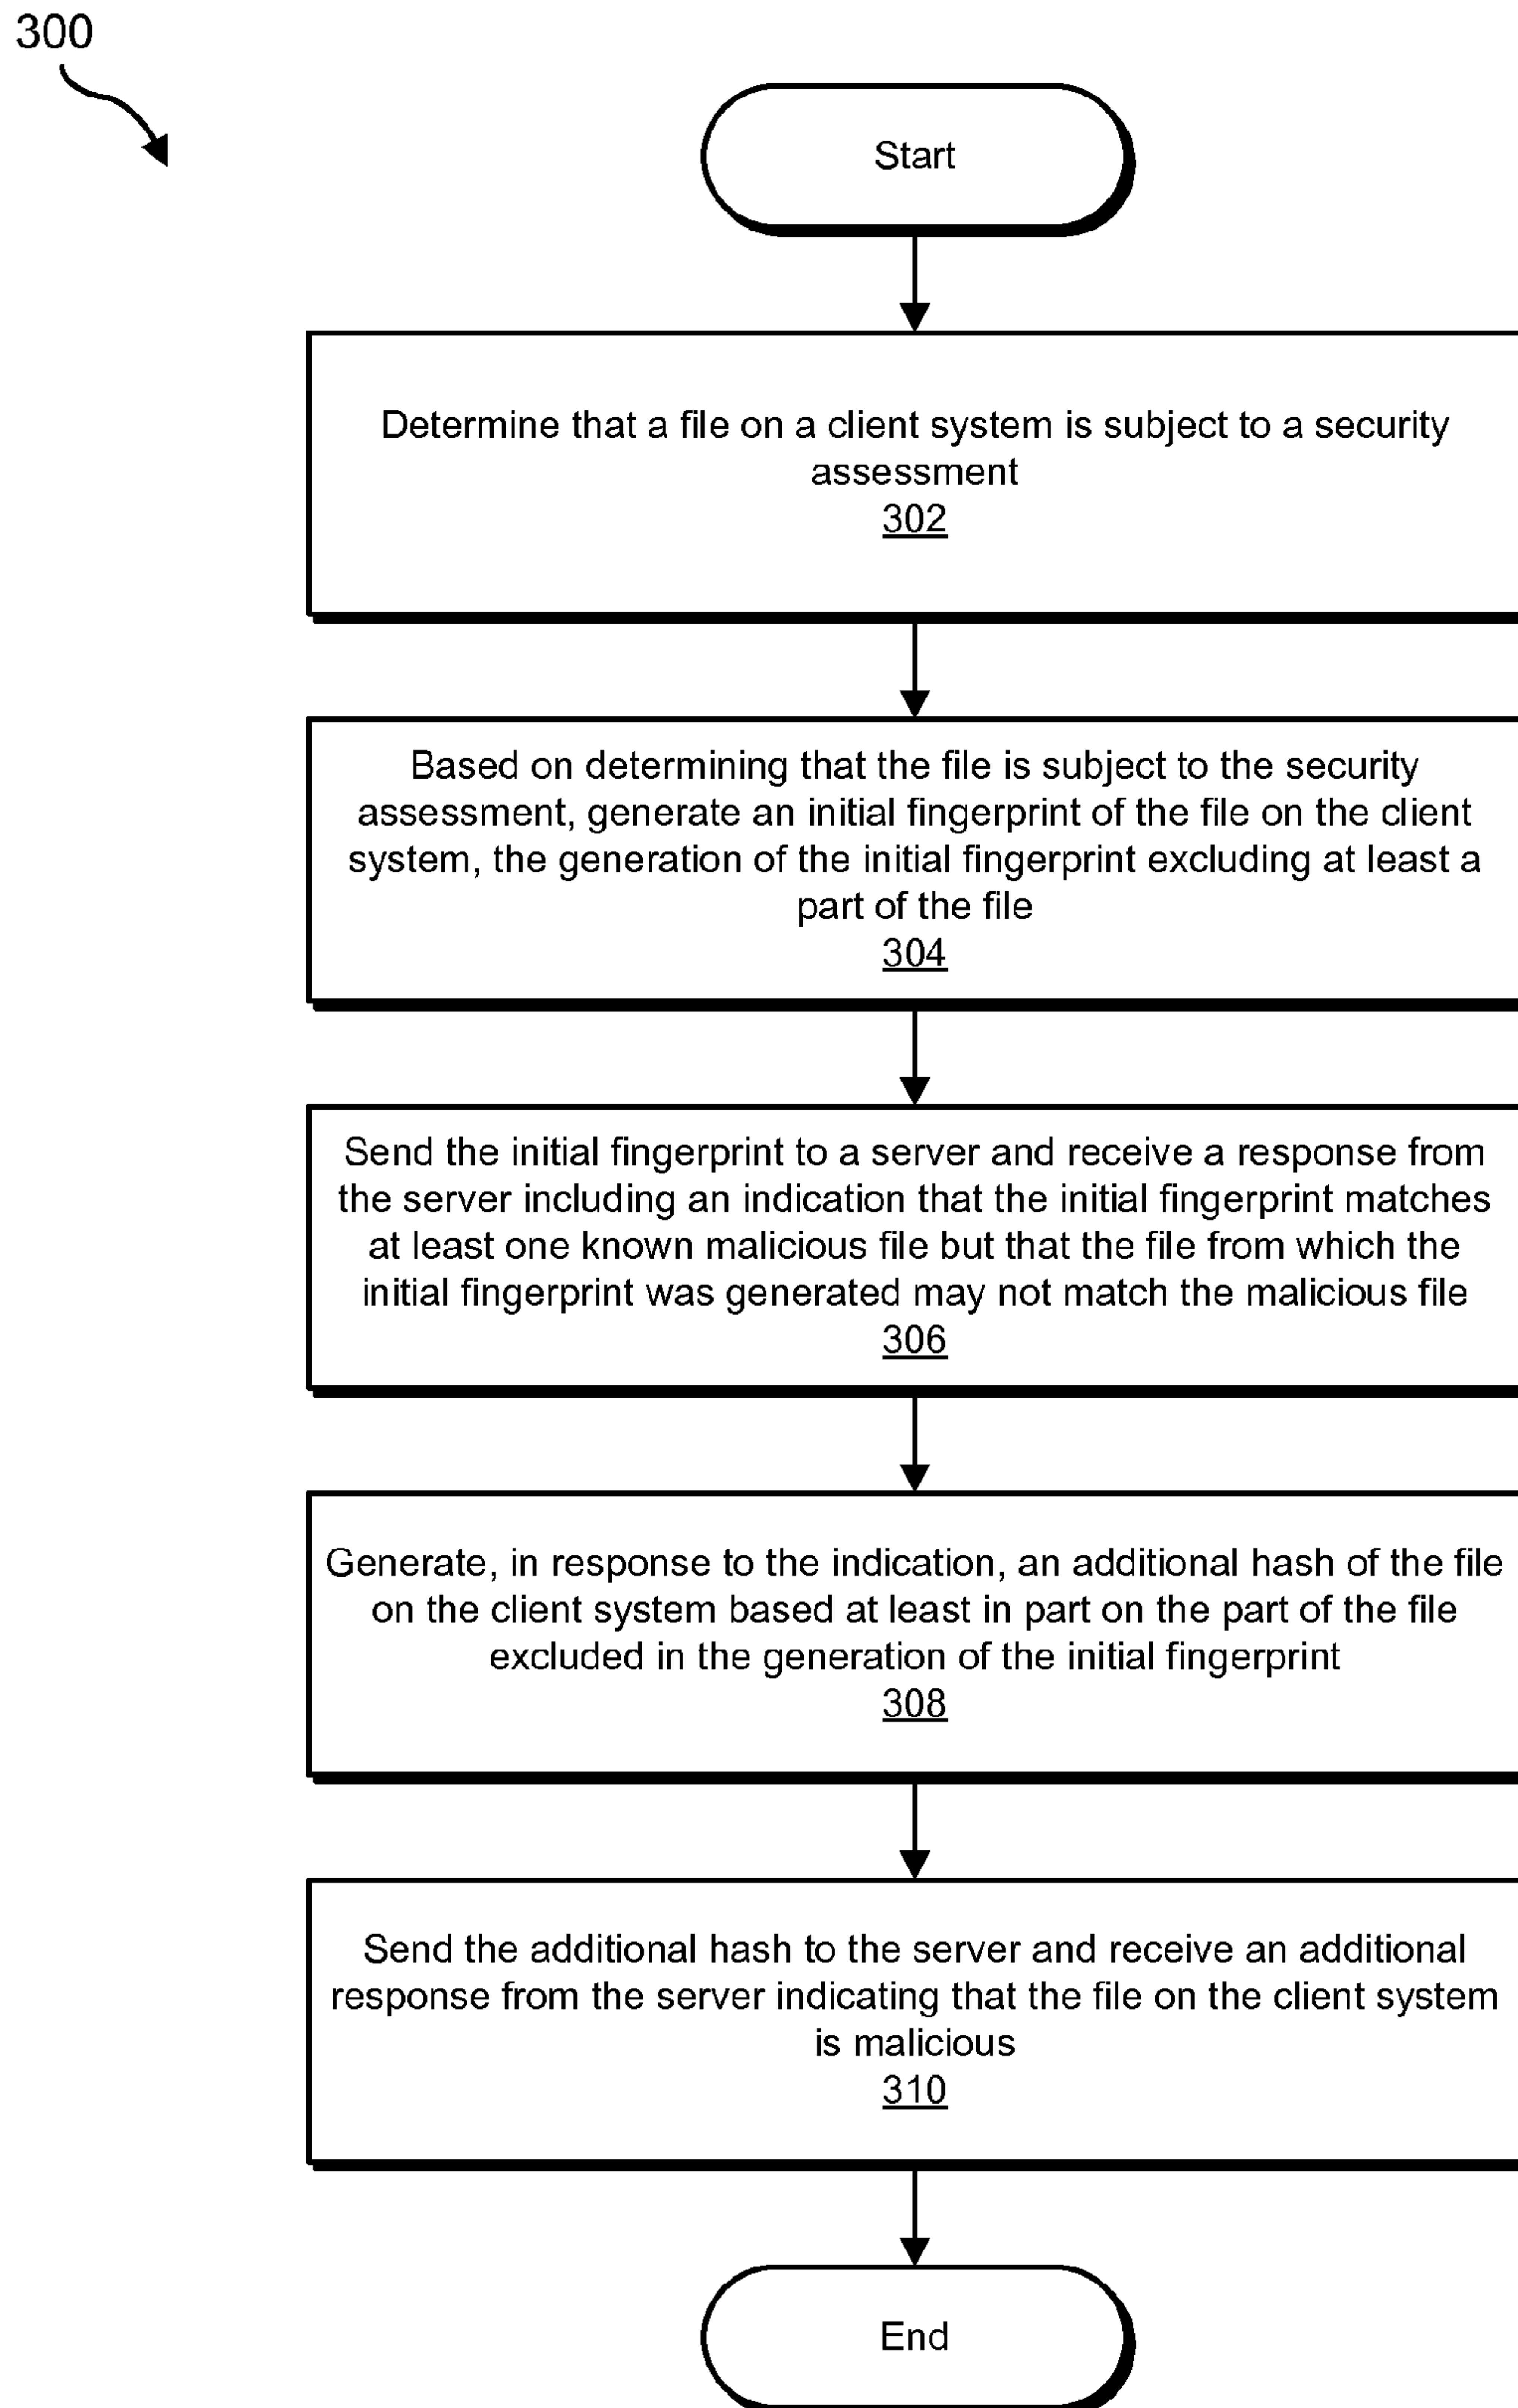 300
Start
Determine that a file on a client system is subject to a security
assessment
302
Based on determining that the file is subject to the security
assessment, generate an initial fingerprint of the file on the client
system, the generation of the initial fingerprint excluding at least a
part of the file
304
Send the initial fingerprint to a server and receive a response from
the server including an indication that the initial fingerprint matches
at least one known malicious file but that the file from which the
initial fingerprint was generated may not match the malicious file
306
Generate, in response to the indication, an additional hash of the file
on the client system based at least in part on the part of the file
excluded in the generation of the initial fingerprint
308
Send the additional hash to the server and receive an additional
response from the server indicating that the file on the client system
is malicious
310
End